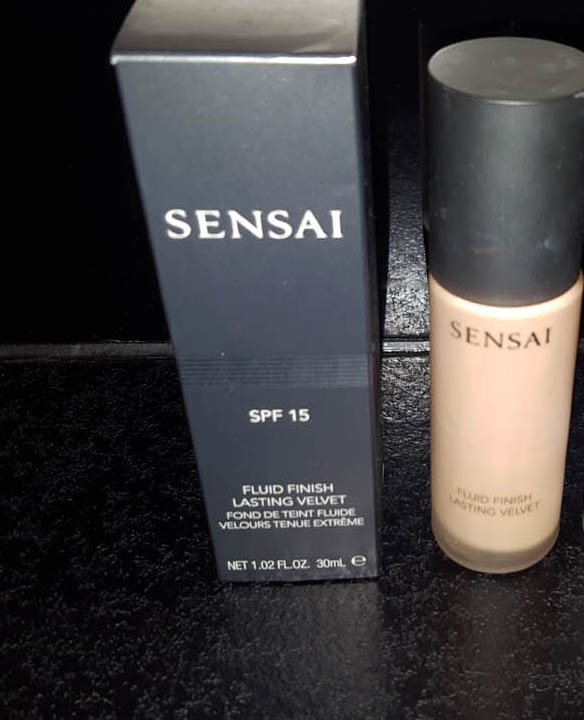 SENSAI
SPF 15
FLUID FINISH
LASTING VELVET
FOND DE TEINT FLUIDE
VELOURS TENUE EXTRÊME
NET 1.02 FL.OZ. 30mL ℮
SENSAI
FLUID FINISH
LASTING VELVET